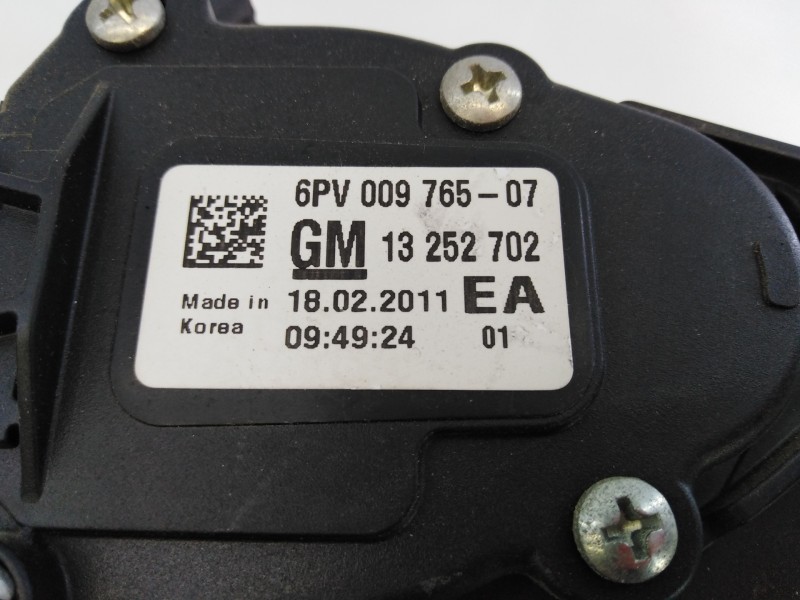 6PV 009 765-07
GM 13 252 702
Made in 18.02.2011 EA
Korea 09:49:24 01